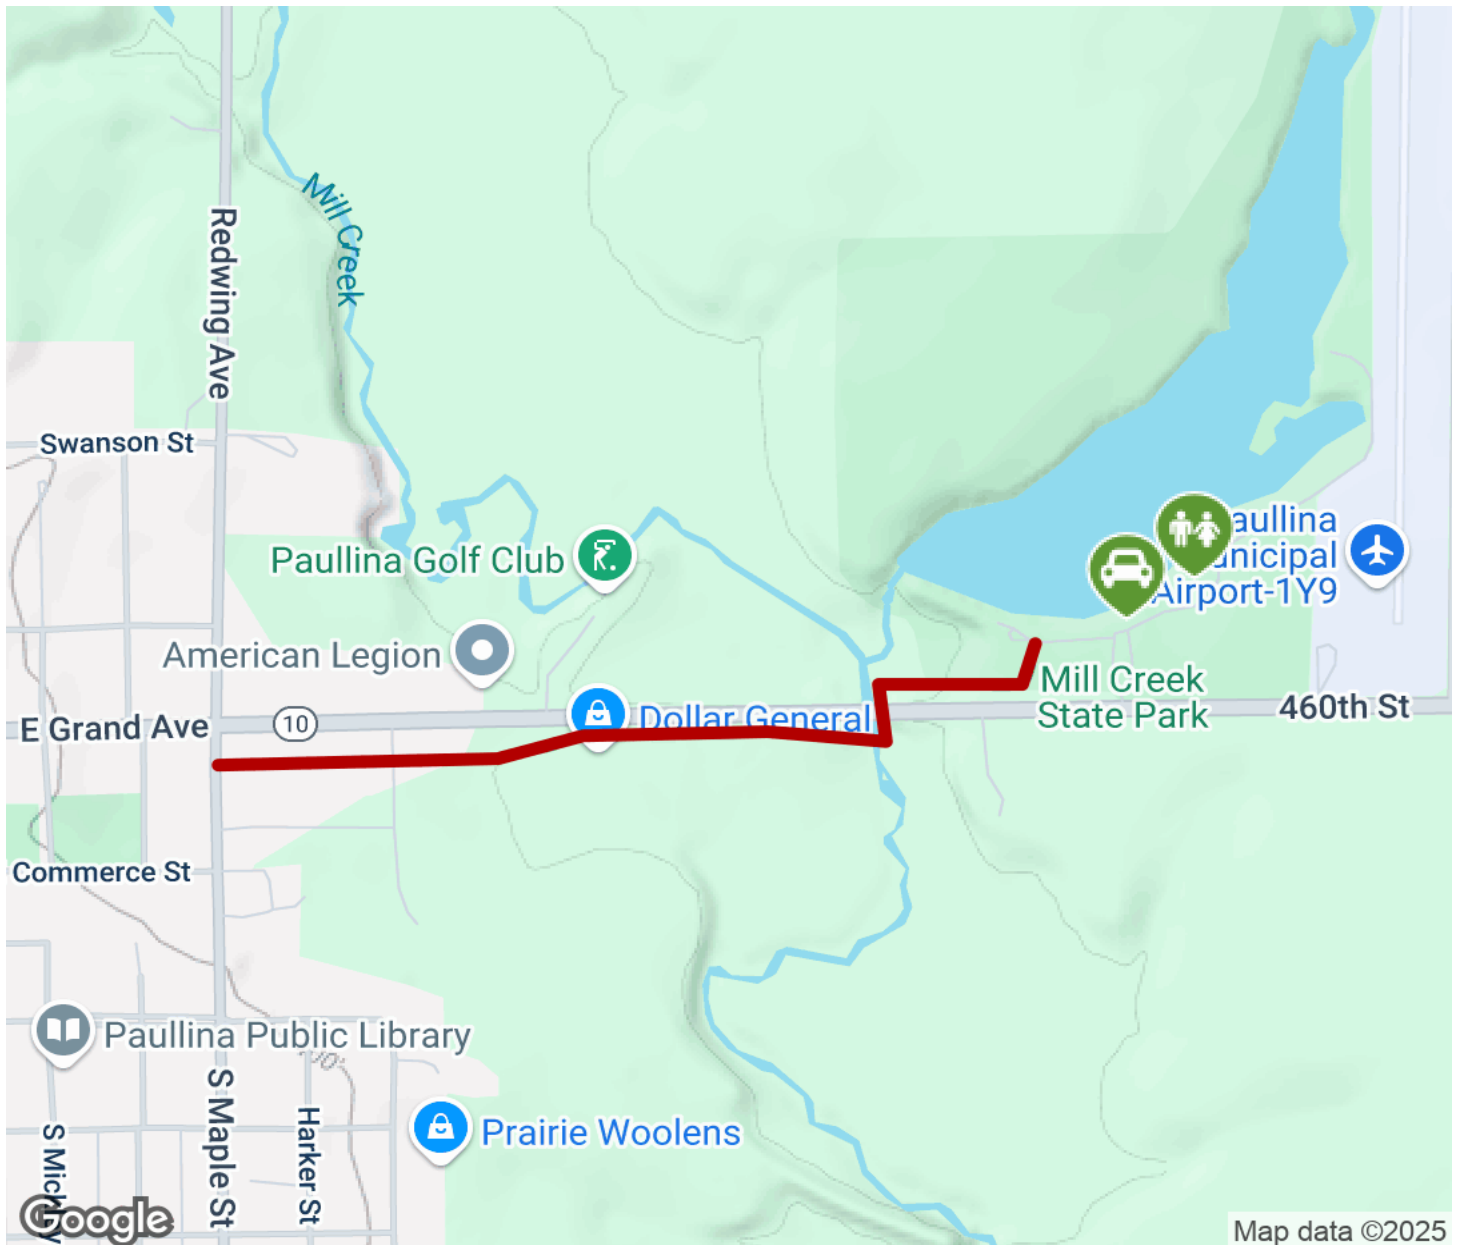 Mill Creek
Redwing Ave
Swanson St
Paullina Golf Club
aullina
unicipal
Airport-1Y9
American Legion
Mill Creek
State Park
E Grand Ave
10
Dollar General
460th St
Commerce St
Paullina Public Library
S Maple St
Harker St
Prairie Woolens
Google
Map data ©2025